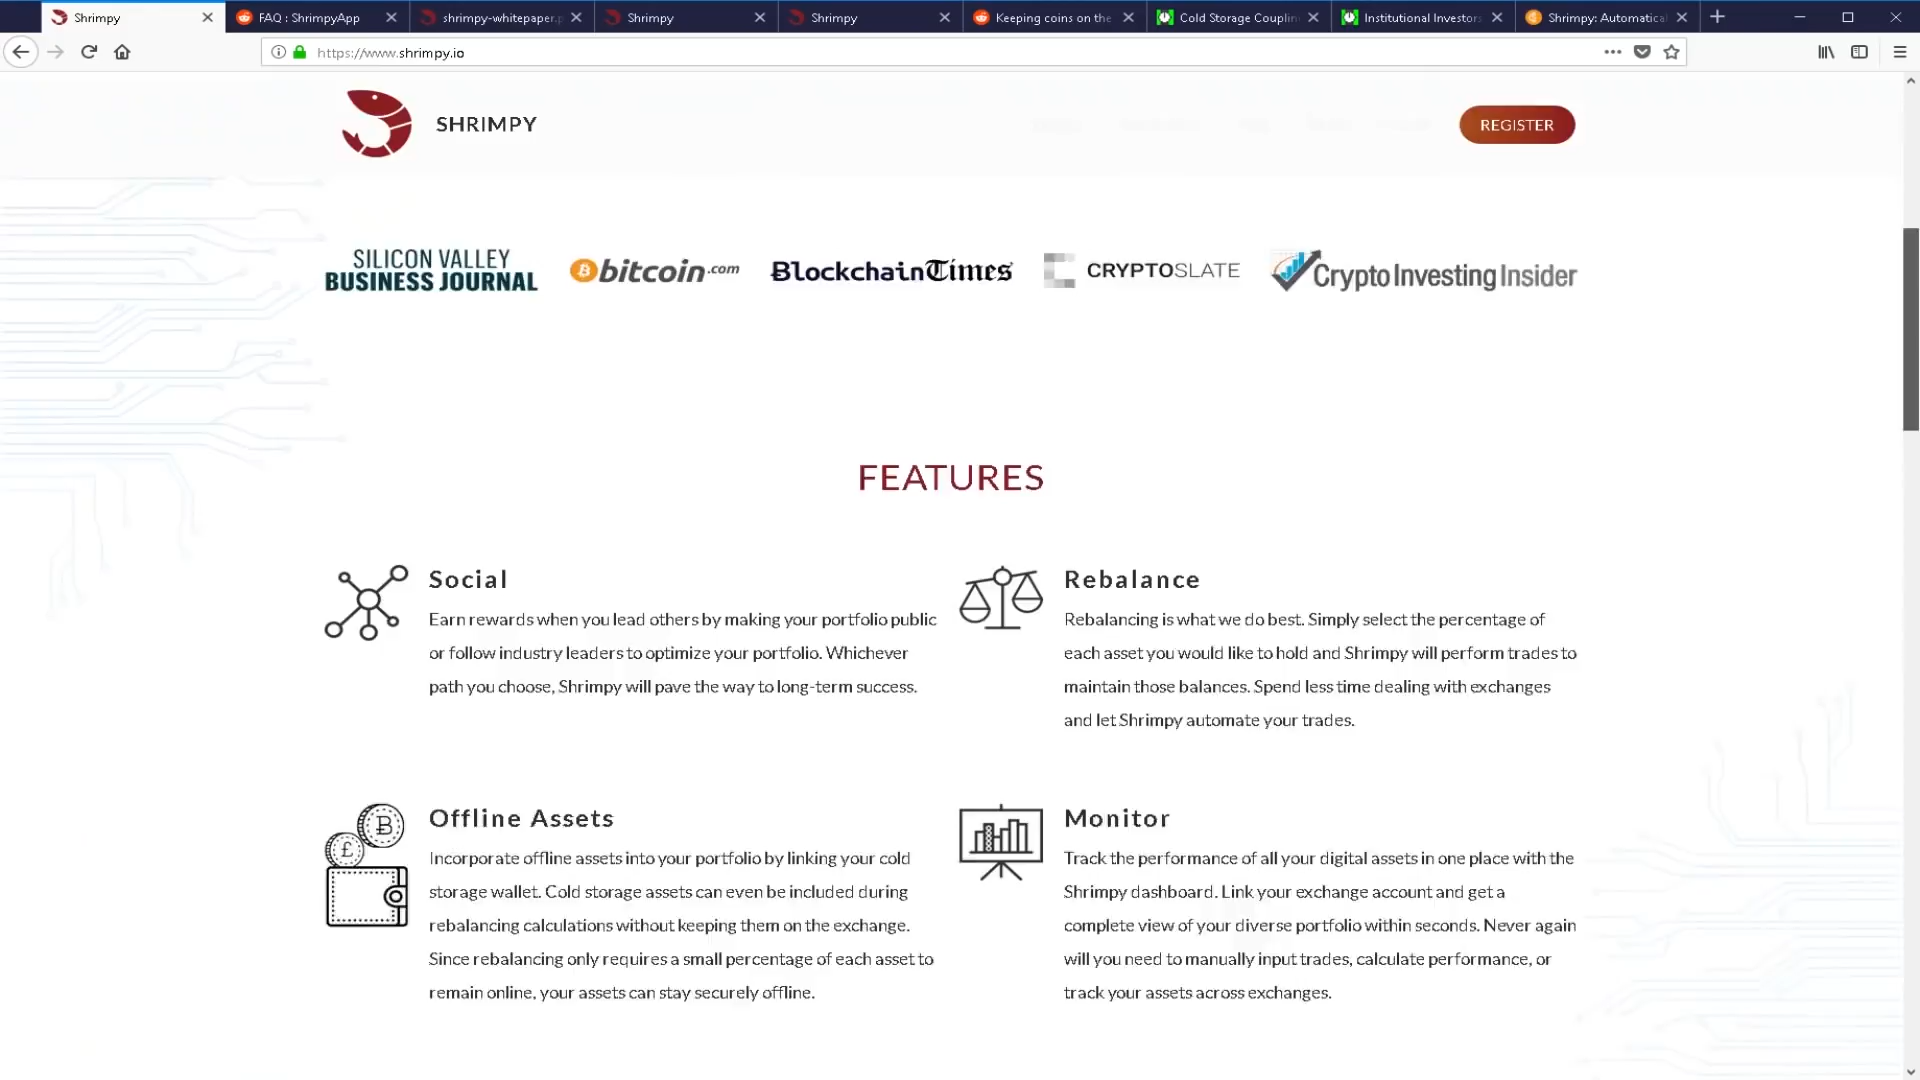 Shrimpy
FAQ : ShrimpyApp
shrimpy-whitepaper.p
Shrimpy
Shrimpy
Keeping coins on the
Cold Storage Couplin
Institutional Investors
Shrimpy: Automatical
https://www.shrimpy.io
SHRIMPY
REGISTER
SILICON VALLEY
BUSINESS JOURNAL
bitcoin.com
BlockchainTimes
CRYPTOSLATE
Crypto Investing Insider
FEATURES
Social
Earn rewards when you lead others by making your portfolio public
or follow industry leaders to optimize your portfolio. Whichever
path you choose, Shrimpy will pave the way to long-term success.
Rebalance
Rebalancing is what we do best. Simply select the percentage of
each asset you would like to hold and Shrimpy will perform trades to
maintain those balances. Spend less time dealing with exchanges
and let Shrimpy automate your trades.
Offline Assets
Incorporate offline assets into your portfolio by linking your cold
storage wallet. Cold storage assets can even be included during
rebalancing calculations without keeping them on the exchange.
Since rebalancing only requires a small percentage of each asset to
remain online, your assets can stay securely offline.
Monitor
Track the performance of all your digital assets in one place with the
Shrimpy dashboard. Link your exchange account and get a
complete view of your diverse portfolio within seconds. Never again
will you need to manually input trades, calculate performance, or
track your assets across exchanges.